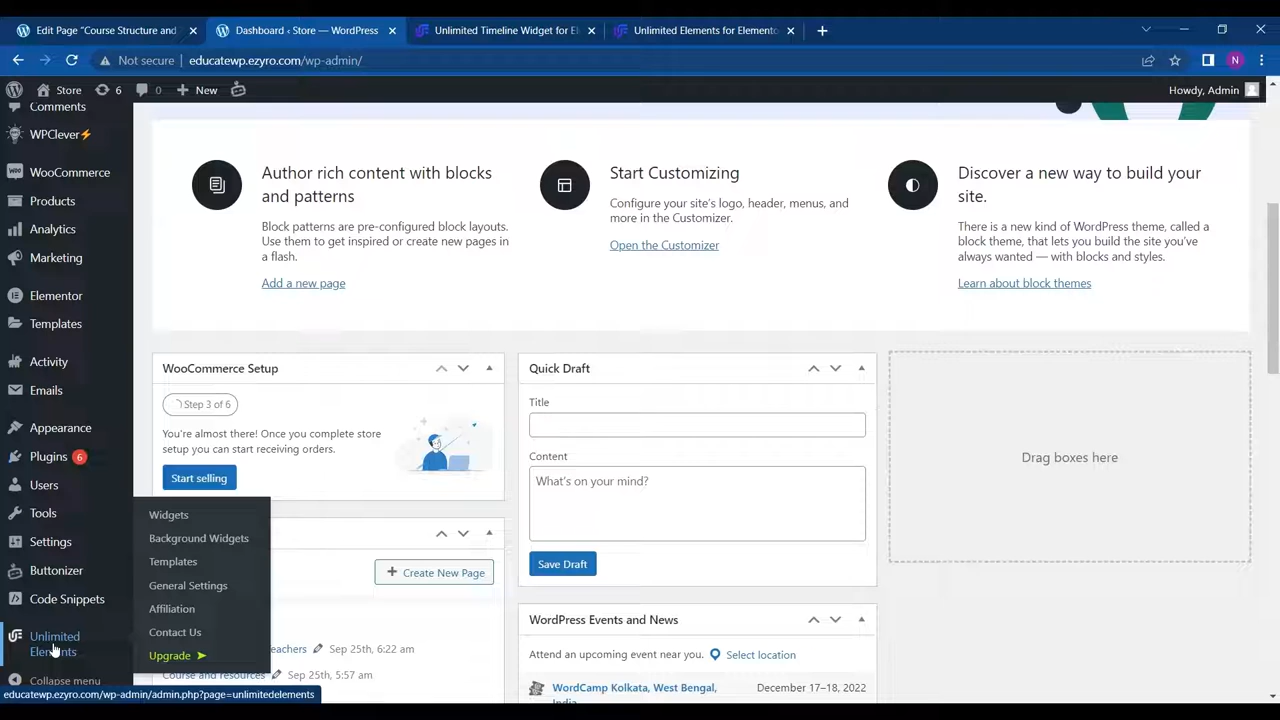 Edit Page "Course Structure and
Dashboard ‹ Store — WordPress
Unlimited Timeline Widget for El
Unlimited Elements for Elemento
N
Not secure
educatewp.ezyro.com/wp-admin/
Store
6
New
Howdy, Admin
Comments
WPClever⚡
WooCommerce
Products
Analytics
Marketing
Elementor
Templates
Activity
Emails
Appearance
Plugins 6
Users
Tools
Settings
Buttonizer
Code Snippets
Unlimited
Elements
Collapse menu
Widgets
Background Widgets
Templates
General Settings
Affiliation
Contact Us
Upgrade ➤
Author rich content with blocks
and patterns
Block patterns are pre-configured block layouts.
Use them to get inspired or create new pages in
a flash.
Add a new page
Start Customizing
Configure your site's logo, header, menus, and
more in the Customizer.
Open the Customizer
Discover a new way to build your
site.
There is a new kind of WordPress theme, called a
block theme, that lets you build the site you've
always wanted — with blocks and styles.
Learn about block themes
WooCommerce Setup
Step 3 of 6
You're almost there! Once you complete store
setup you can start receiving orders.
Start selling
+ Create New Page
eachers Sep 25th, 6:22 am
Course and resources Sep 25th, 5:57 am
Quick Draft
Title
Content
What's on your mind?
Save Draft
WordPress Events and News
Attend an upcoming event near you. Select location
WordCamp Kolkata, West Bengal, December 17–18, 2022
India
Drag boxes here
educatewp.ezyro.com/wp-admin/admin.php?page=unlimitedelements